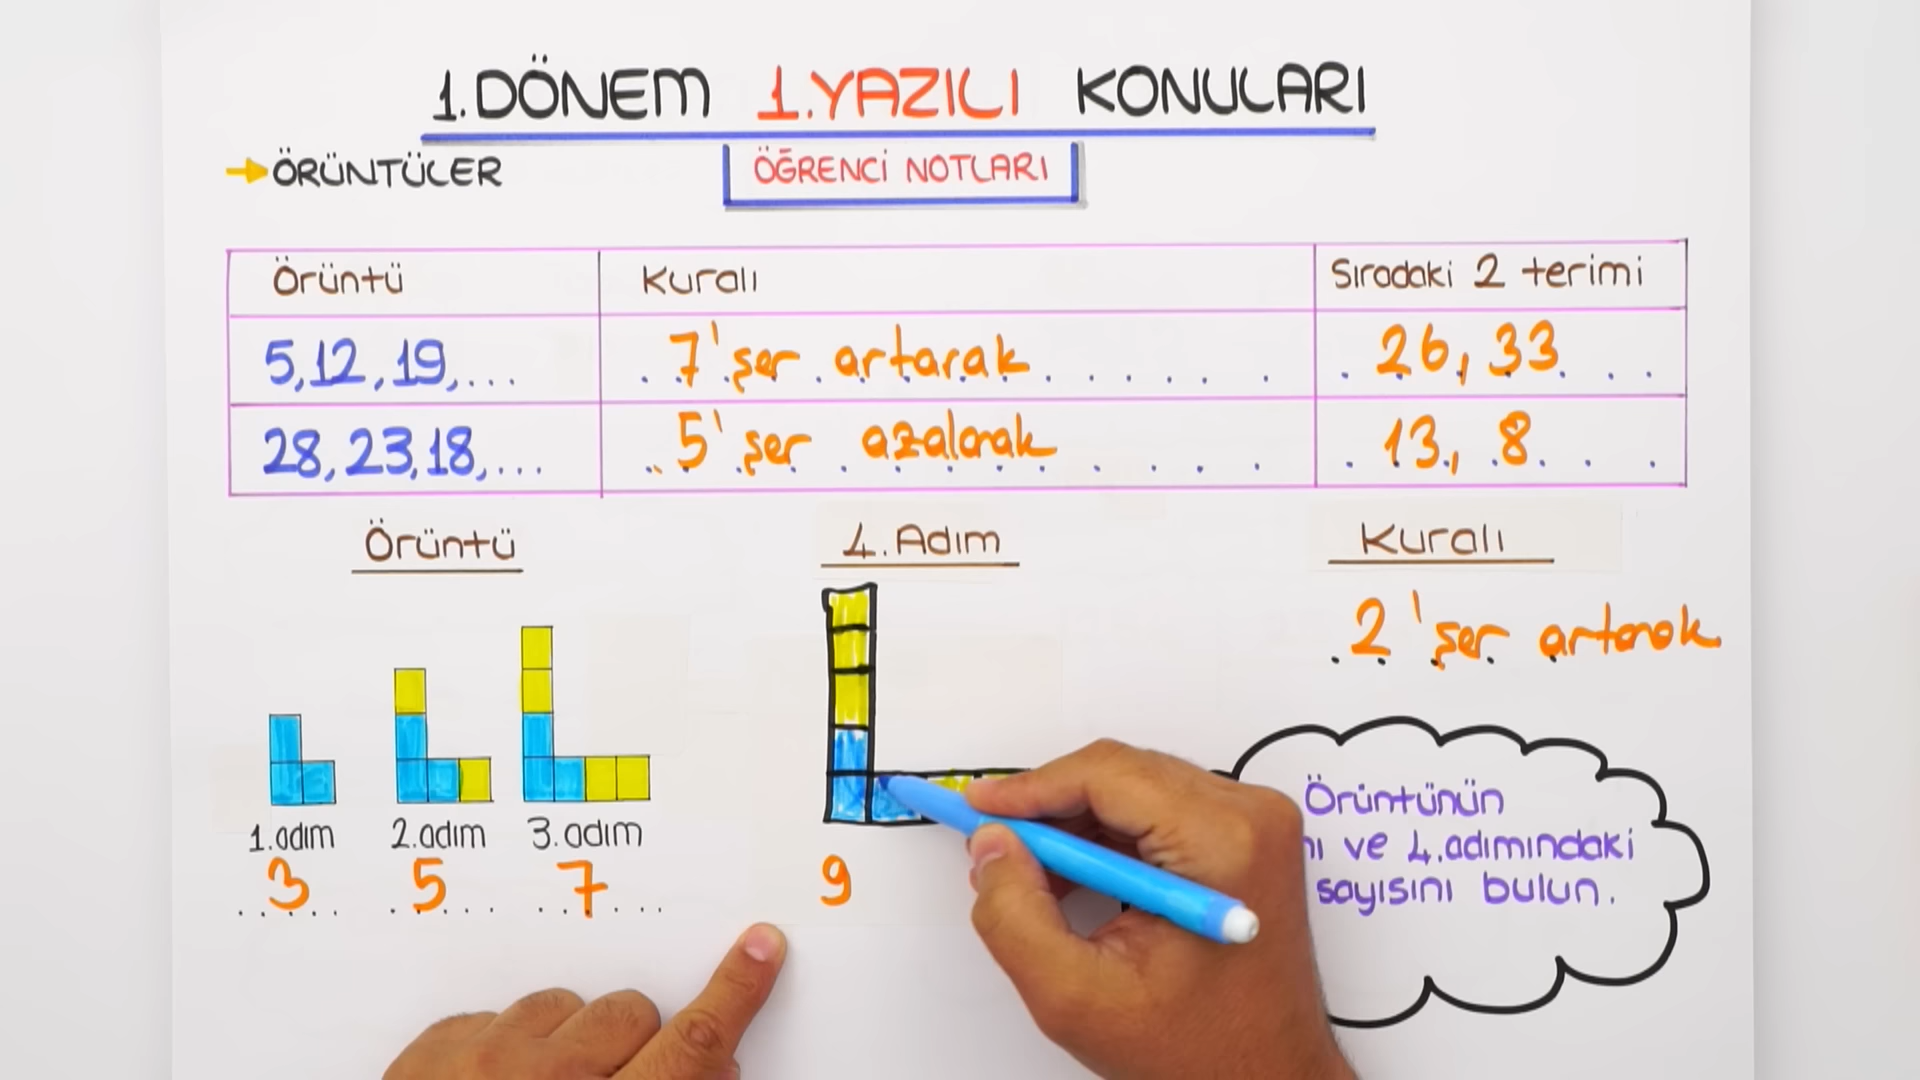 1.DÖNEM 1.YAZILI KONULARI
ÖRÜNTÜLER
ÖĞRENCİ NOTLARI
Örüntü Kuralı Sıradaki 2 terimi
5,12,19,... 7'şer artarak 26, 33
28,23,18,... 5'şer azalarak 13, 8
Örüntü 4.Adım Kuralı
2'şer artarak
1.adım 2.adım 3.adım
3 5 7 9
Örüntünün
ve 4.adımındaki
sayısını bulun.